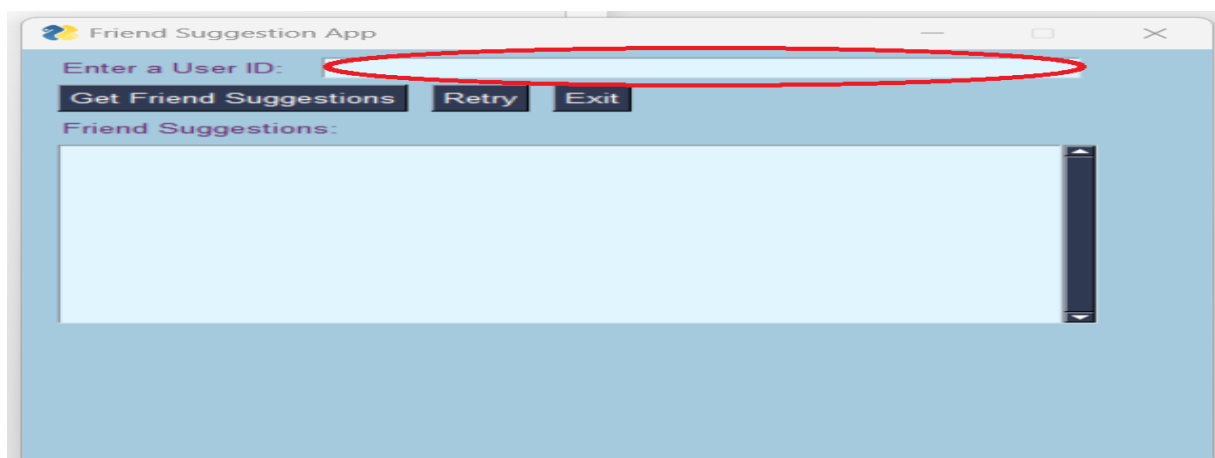 Friend Suggestion App
Enter a User ID:
Get Friend Suggestions Retry Exit
Friend Suggestions: